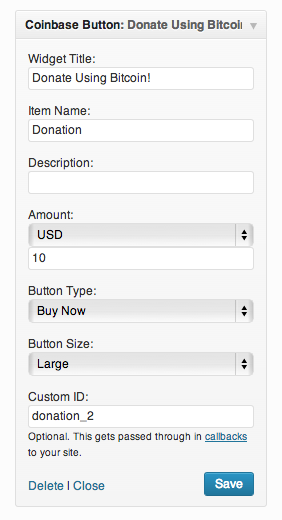 Coinbase Button: Donate Using Bitcoin
Widget Title:
Donate Using Bitcoin!
Item Name:
Donation
Description:
Amount:
USD
10
Button Type:
Buy Now
Button Size:
Large
Custom ID:
donation_2
Optional. This gets passed through in callbacks
to your site.
Delete | Close Save